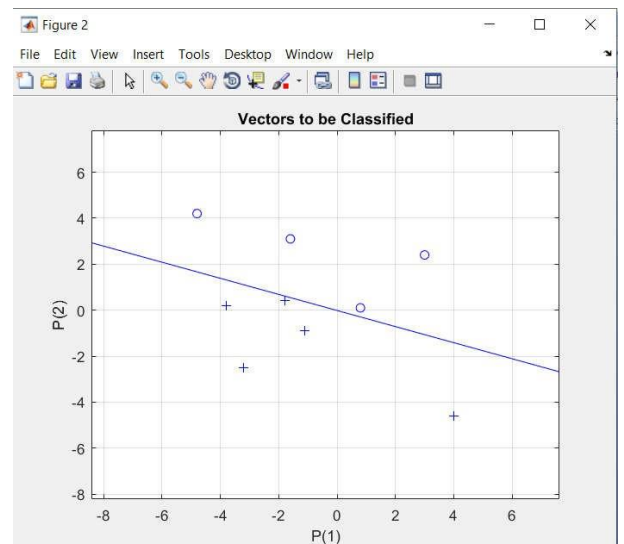 Figure 2
File Edit View Insert Tools Desktop Window Help
Vectors to be Classified
6
4
2
0
-2
-4
-6
-8
P(2)
-8 -6 -4 -2 0 2 4 6
P(1)